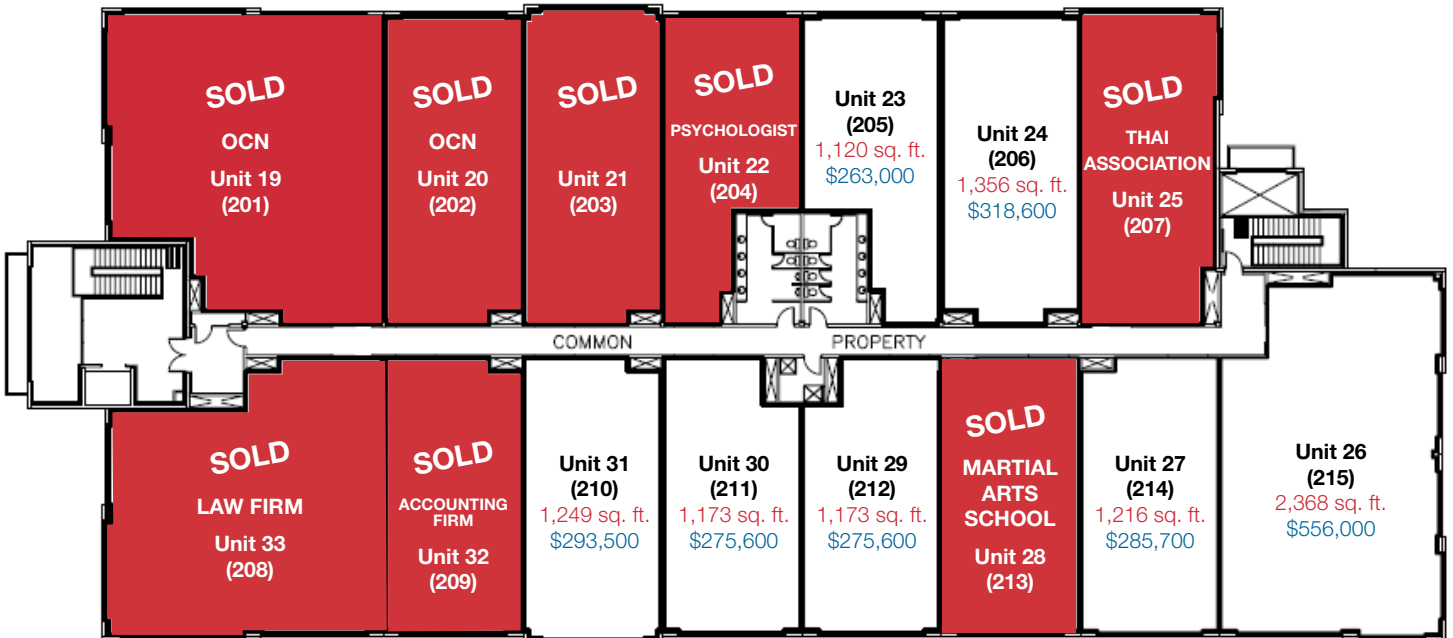 SOLD
OCN
Unit 19
(201)
SOLD
OCN
Unit 20
(202)
SOLD
Unit 21
(203)
SOLD
PSYCHOLOGIST
Unit 22
(204)
Unit 23
(205)
1,120 sq. ft.
$263,000
Unit 24
(206)
1,356 sq. ft.
$318,600
SOLD
THAI
ASSOCIATION
Unit 25
(207)
COMMON PROPERTY
SOLD
LAW FIRM
Unit 33
(208)
SOLD
ACCOUNTING
FIRM
Unit 32
(209)
Unit 31
(210)
1,249 sq. ft.
$293,500
Unit 30
(211)
1,173 sq. ft.
$275,600
Unit 29
(212)
1,173 sq. ft.
$275,600
SOLD
MARTIAL
ARTS
SCHOOL
Unit 28
(213)
Unit 27
(214)
1,216 sq. ft.
$285,700
Unit 26
(215)
2,368 sq. ft.
$556,000